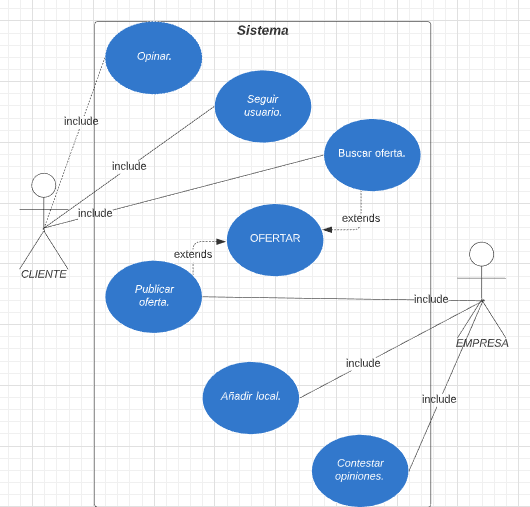 Sistema
Opinar.
Seguir
usuario.
include
Buscar oferta.
include
include
extends
OFERTAR
extends
CLIENTE
Publicar
oferta.
include
EMPRESA
include
Añadir local.
include
Contestar
opiniones.